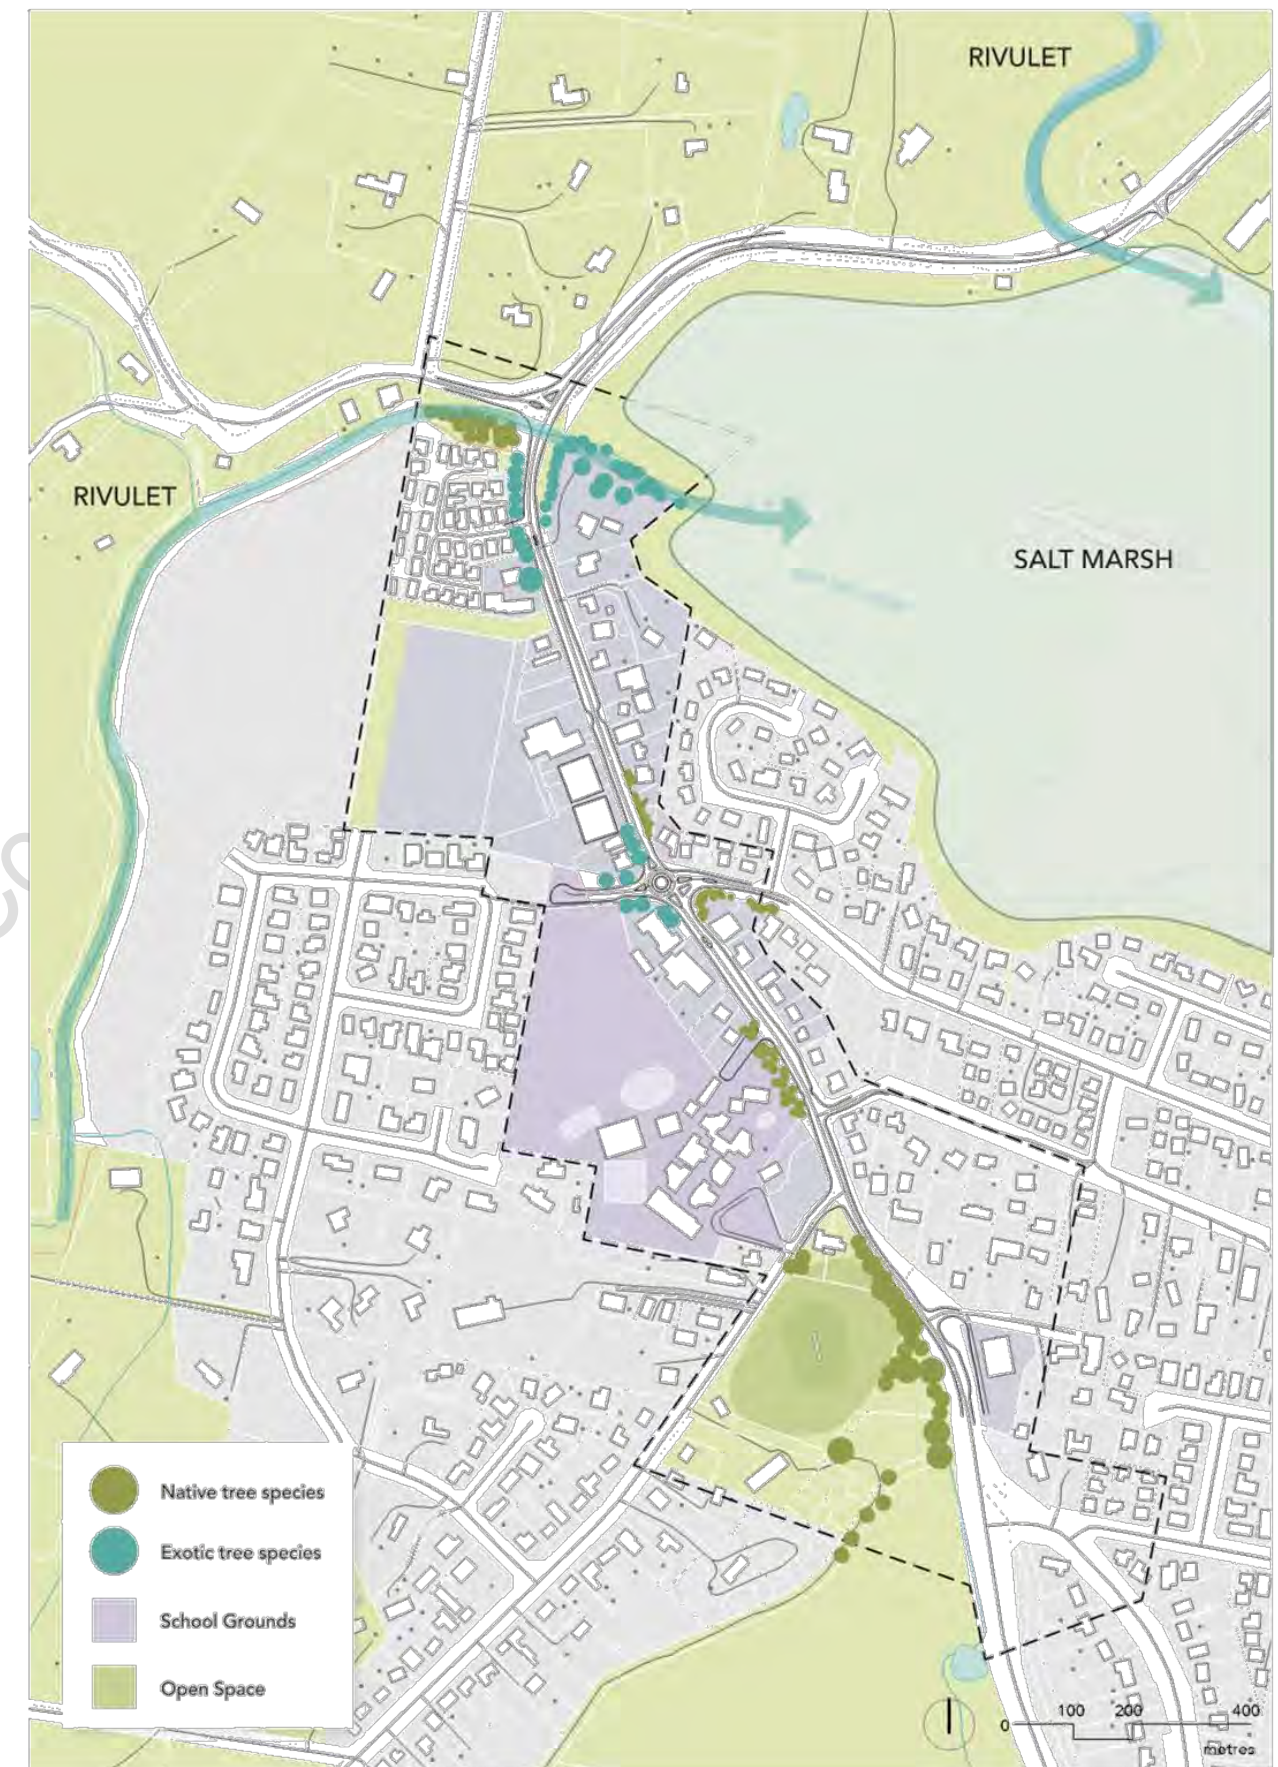 RIVULET
RIVULET
SALT MARSH
Native tree species
Exotic tree species
School Grounds
Open Space
0 100 200 400
metres